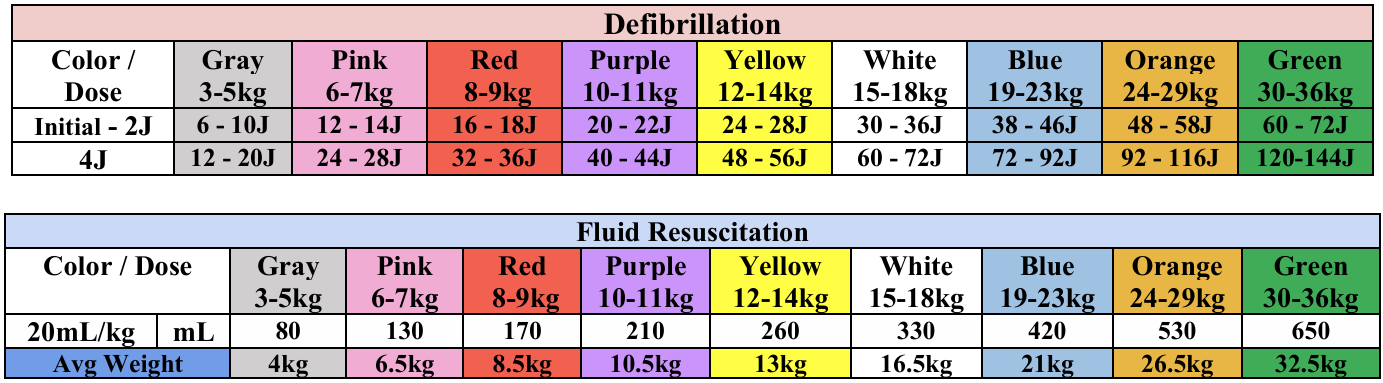 Defibrillation
Color / Dose Gray 3-5kg Pink 6-7kg Red 8-9kg Purple 10-11kg Yellow 12-14kg White 15-18kg Blue 19-23kg Orange 24-29kg Green 30-36kg
Initial - 2J 6 - 10J 12 - 14J 16 - 18J 20 - 22J 24 - 28J 30 - 36J 38 - 46J 48 - 58J 60 - 72J
4J 12 - 20J 24 - 28J 32 - 36J 40 - 44J 48 - 56J 60 - 72J 72 - 92J 92 - 116J 120-144J
Fluid Resuscitation
Color / Dose Gray 3-5kg Pink 6-7kg Red 8-9kg Purple 10-11kg Yellow 12-14kg White 15-18kg Blue 19-23kg Orange 24-29kg Green 30-36kg
20mL/kg mL 80 130 170 210 260 330 420 530 650
Avg Weight 4kg 6.5kg 8.5kg 10.5kg 13kg 16.5kg 21kg 26.5kg 32.5kg